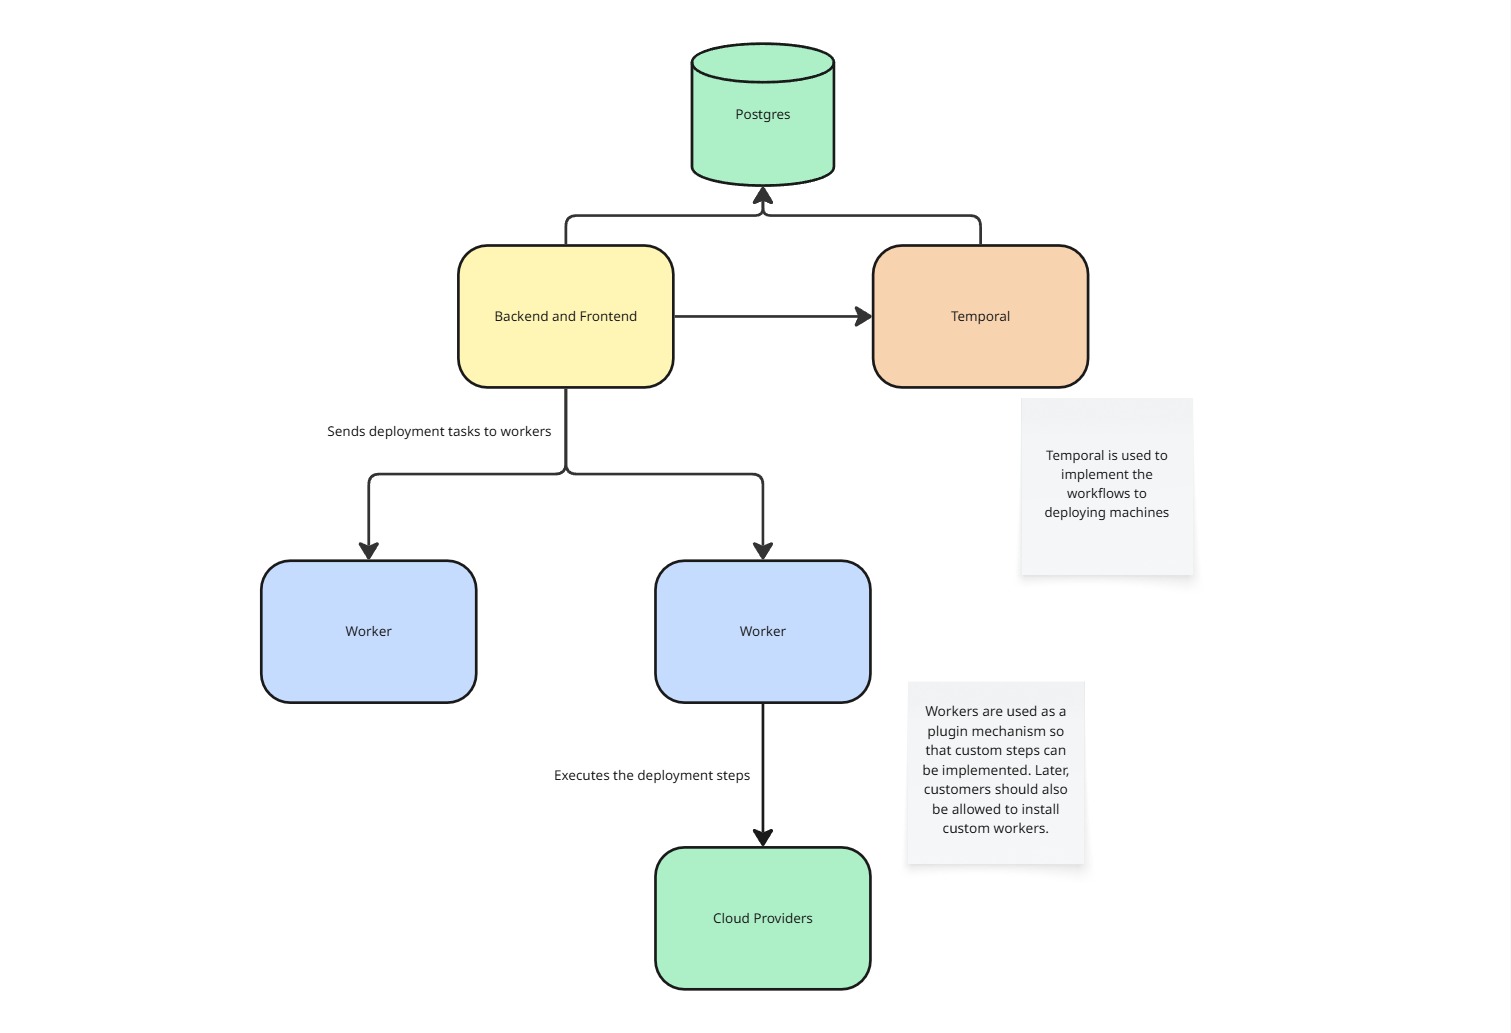 Postgres
Backend and Frontend
Temporal
Sends deployment tasks to workers
Temporal is used to
implement the
workflows to
deploying machines
Worker
Worker
Workers are used as a
plugin mechanism so
that custom steps can
be implemented. Later,
customers should also
be allowed to install
custom workers.
Executes the deployment steps
Cloud Providers